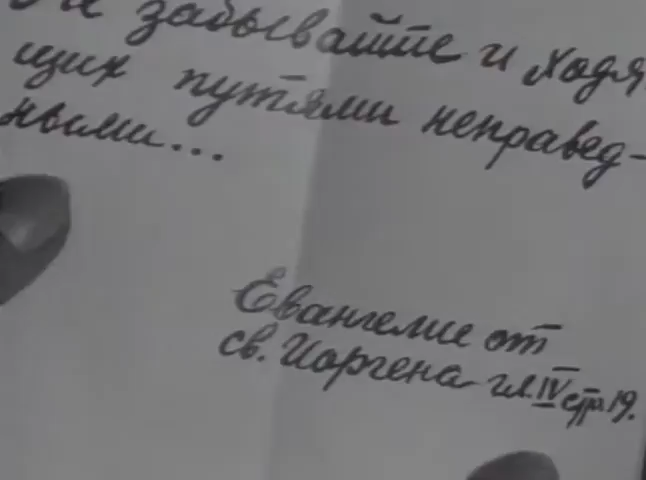 Не забывайте и ходя
щих путями неправед-
ными...
Евангелие от
св. Иоргена гл. IV стр. 19.